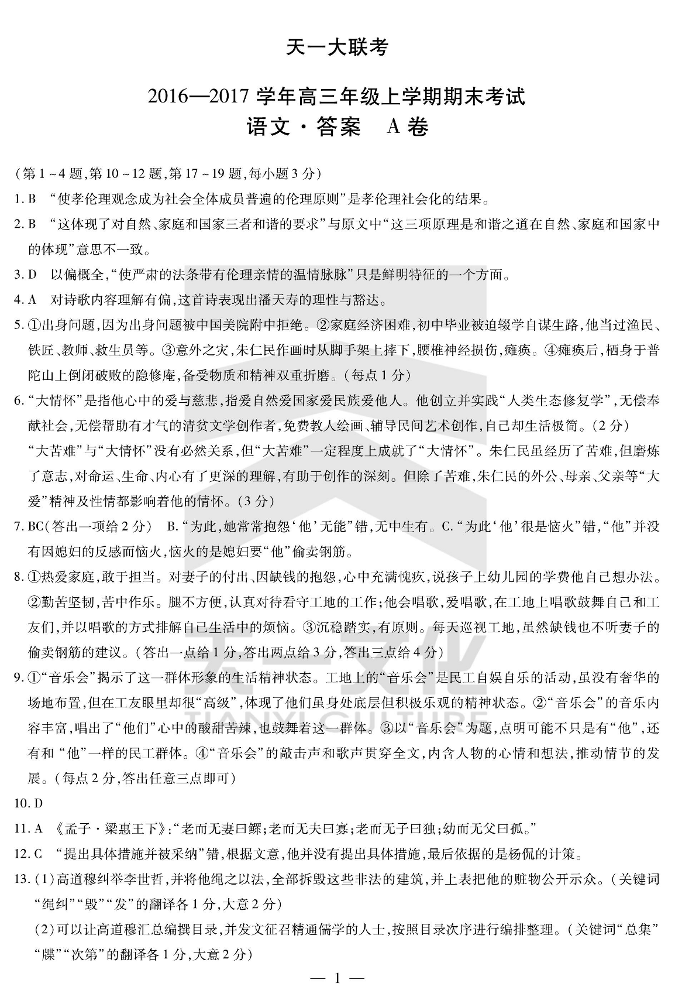 天一大联考
2016—2017 学年高三年级上学期期末考试
语文·答案　A 卷
(第 1 ~ 4 题,第 10 ~ 12 题,第 17 ~ 19 题,每小题 3 分)
1. B　“使孝伦理观念成为社会全体成员普遍的伦理原则”是孝伦理社会化的结果。
2. B　“这体现了对自然、家庭和国家三者和谐的要求”与原文中“这三项原理是和谐之道在自然、家庭和国家中
的体现”意思不一致。
3. D　以偏概全,“使严肃的法条带有伦理亲情的温情脉脉”只是鲜明特征的一个方面。
4. A　对诗歌内容理解有偏,这首诗表现出潘天寿的理性与豁达。
5. ①出身问题,因为出身问题被中国美院附中拒绝。②家庭经济困难,初中毕业被迫辍学自谋生路,他当过渔民、
铁匠、教师、救生员等。③意外之灾,朱仁民作画时从脚手架上摔下,腰椎神经损伤,瘫痪。④瘫痪后,栖身于普
陀山上倒闭破败的隐修庵,备受物质和精神双重折磨。(每点 1 分)
6. “大情怀”是指他心中的爱与慈悲,指爱自然爱国家爱民族爱他人。他创立并实践“人类生态修复学”,无偿奉
献社会,无偿帮助有才气的清贫文学创作者,免费教人绘画、辅导民间艺术创作,自己却生活极简。(2 分)
“大苦难”与“大情怀”没有必然关系,但“大苦难”一定程度上成就了“大情怀”。朱仁民虽经历了苦难,但磨炼
了意志,对命运、生命、内心有了更深的理解,有助于创作的深刻。但除了苦难,朱仁民的外公、母亲、父亲等“大
爱”精神及性情都影响着他的情怀。(3 分)
7. BC(答出一项给 2 分)　B. “为此,她常常抱怨‘他’无能”错,无中生有。C. “为此‘他’很是恼火”错,“他”并没
有因媳妇的反感而恼火,恼火的是媳妇要“他”偷卖钢筋。
8. ①热爱家庭,敢于担当。对妻子的付出、因缺钱的抱怨,心中充满愧疚,说孩子上幼儿园的学费他自己想办法。
②勤苦坚韧,苦中作乐。腿不方便,认真对待看守工地的工作;他会唱歌,爱唱歌,在工地上唱歌鼓舞自己和工
友们,并以唱歌的方式排解自己生活中的烦恼。③沉稳踏实,有原则。每天巡视工地,虽然缺钱也不听妻子的
偷卖钢筋的建议。(答出一点给 1 分,答出两点给 3 分,答出三点给 4 分)
9. ①“音乐会”揭示了这一群体形象的生活精神状态。工地上的“音乐会”是民工自娱自乐的活动,虽没有奢华的
场地布置,但在工友眼里却很“高级”,体现了他们虽身处底层但积极乐观的精神状态。②“音乐会”的音乐内
容丰富,唱出了“他们”心中的酸甜苦辣,也鼓舞着这一群体。③以“音乐会”为题,点明可能不只是有“他”,还
有和“他”一样的民工群体。④“音乐会”的敲击声和歌声贯穿全文,内含人物的心情和想法,推动情节的发
展。(每点 2 分,答出任意三点即可)
10. D
11. A　《孟子·梁惠王下》:“老而无妻曰鳏;老而无夫曰寡;老而无子曰独;幼而无父曰孤。”
12. C　“提出具体措施并被采纳”错,根据文意,他并没有提出具体措施,最后依据的是杨侃的计策。
13. (1)高道穆纠举李世哲,并将他绳之以法,全部拆毁这些非法的建筑,并上表把他的赃物公开示众。(关键词
“绳纠”“毁”“发”的翻译各 1 分,大意 2 分)
(2)可以让高道穆汇总编撰目录,并发文征召精通儒学的人士,按照目录次序进行编排整理。(关键词“总集”
“牒”“次第”的翻译各 1 分,大意 2 分)
— 1 —
天一文化
TIANYI CULTURE